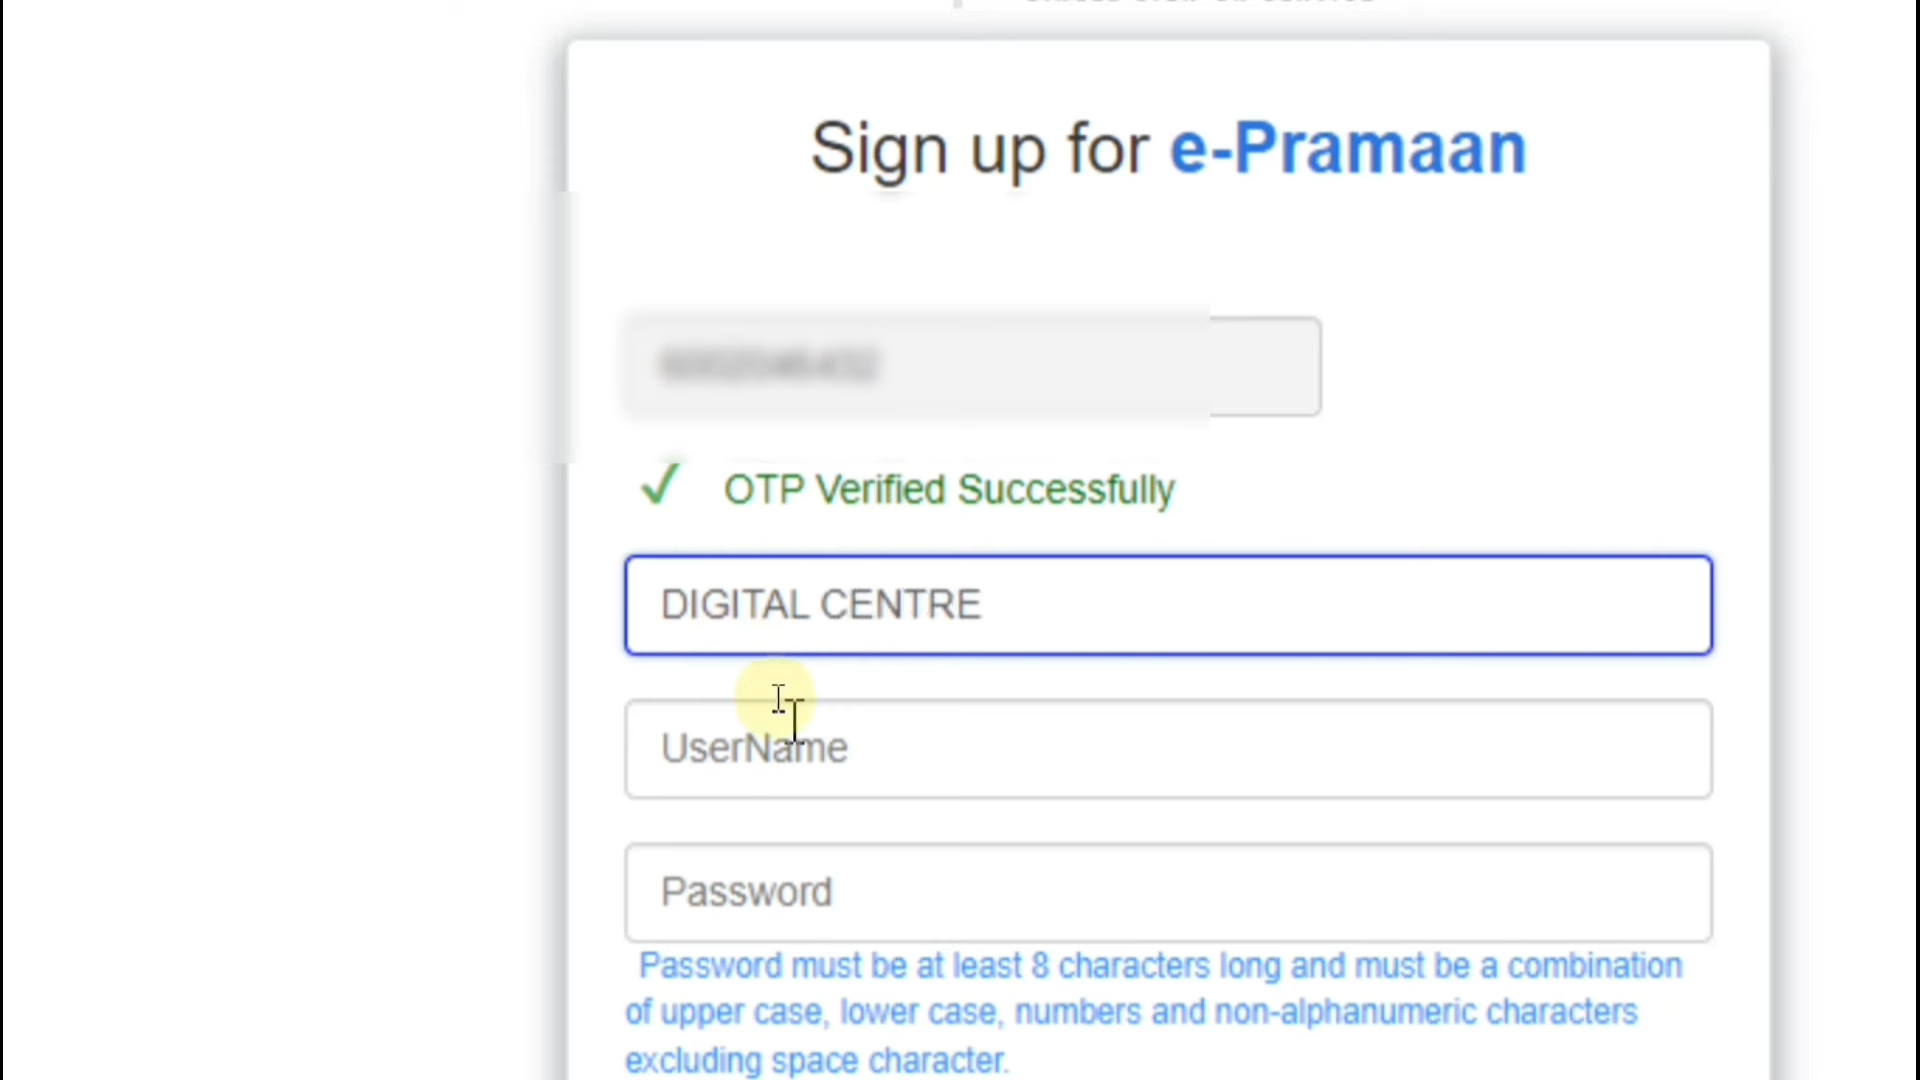 Sign up for e-Pramaan
OTP Verified Successfully
DIGITAL CENTRE
UserName
Password
Password must be at least 8 characters long and must be a combination
of upper case, lower case, numbers and non-alphanumeric characters
excluding space character.